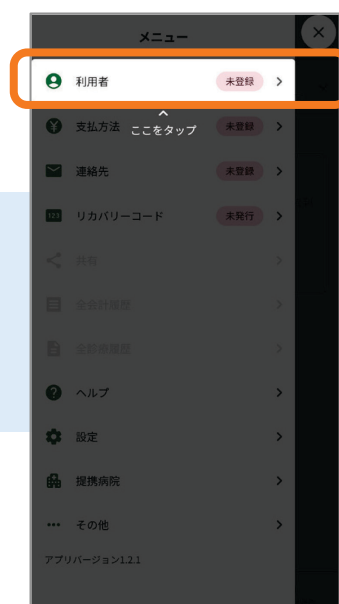 メニュー
利用者 未登録
支払方法 未登録
ここをタップ
連絡先 未登録
123 リカバリーコード 未発行
共有
全会計履歴
全診療履歴
ヘルプ
設定
提携病院
その他
アプリバージョン1.2.1